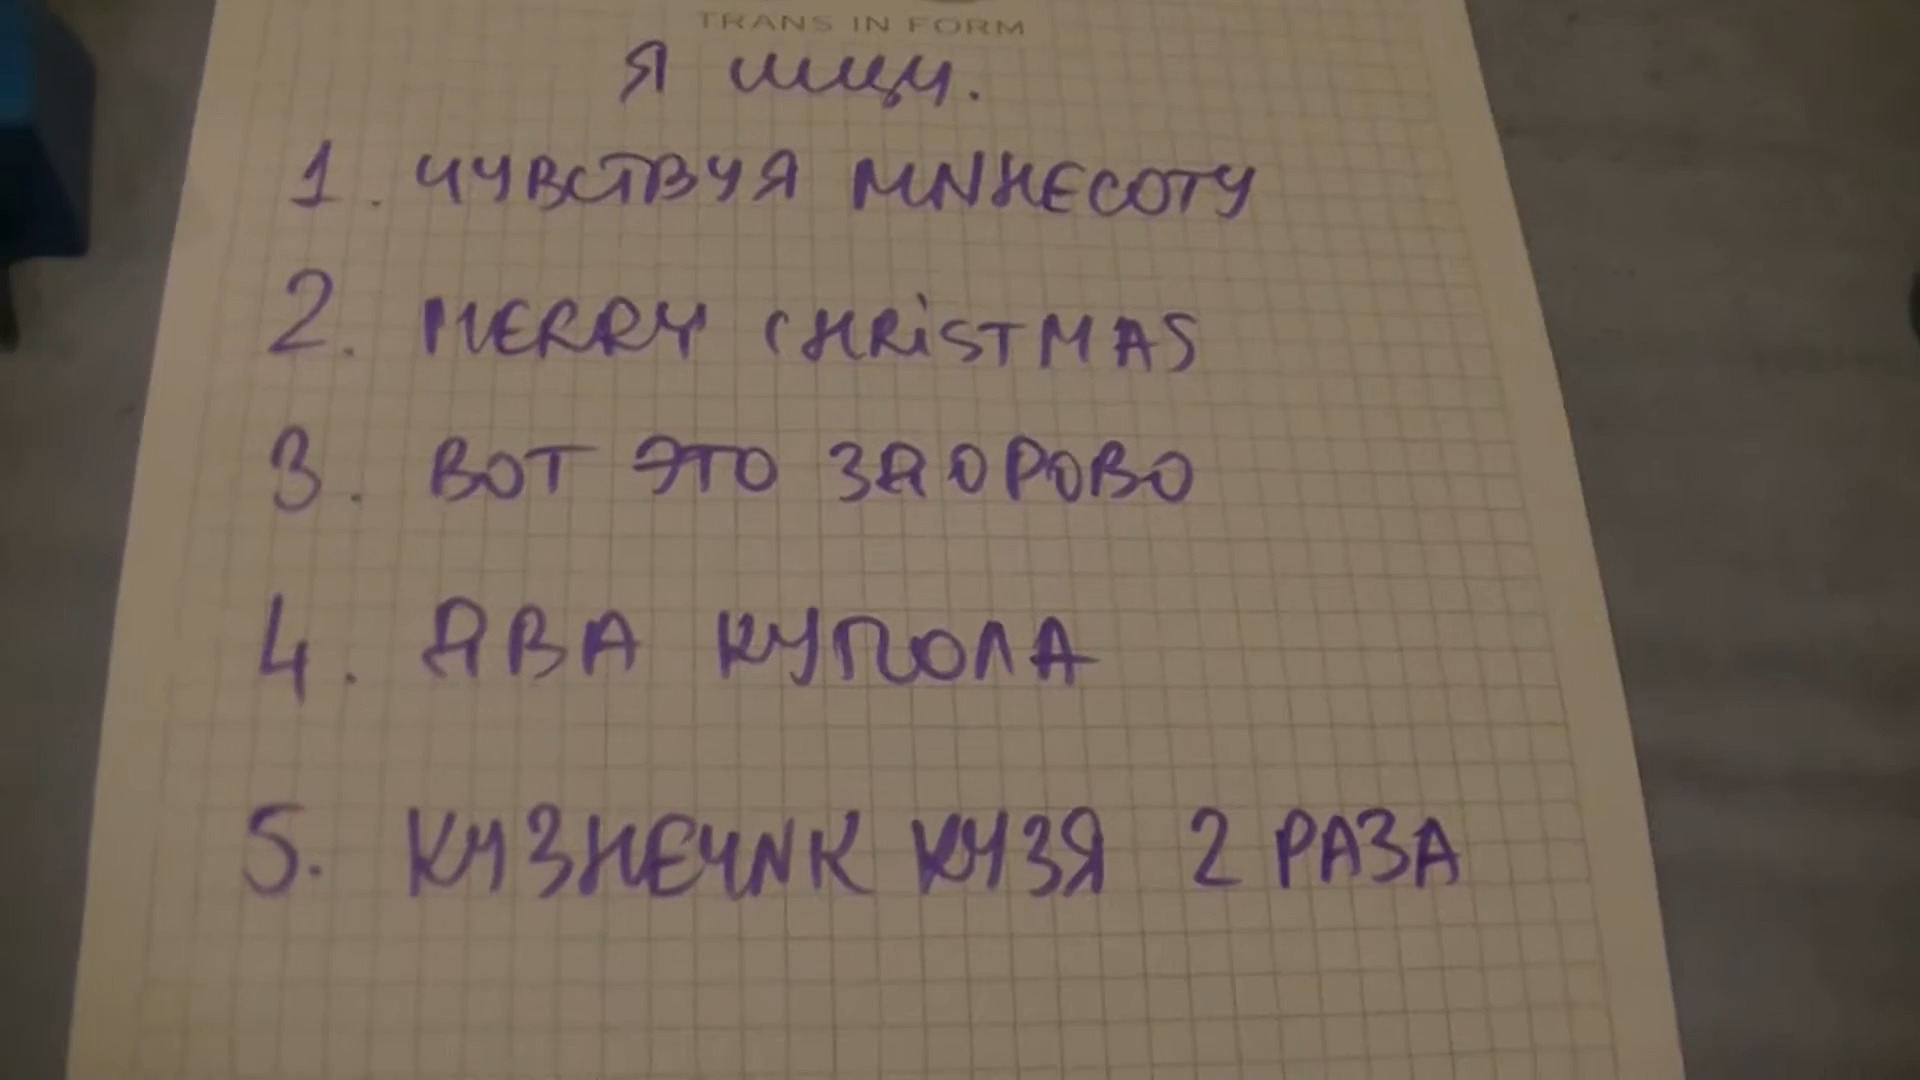 TRANS IN FORM
Я ищу.
1. ЧУВСТВУЯ МИНЕСОТУ
2. MERRY CHRiSTMAS
3. ВОТ ЭТО ЗДОРОВО
4. ДВА КУПОЛА
5. КУЗНЕЧИК КУЗЯ 2 РАЗА